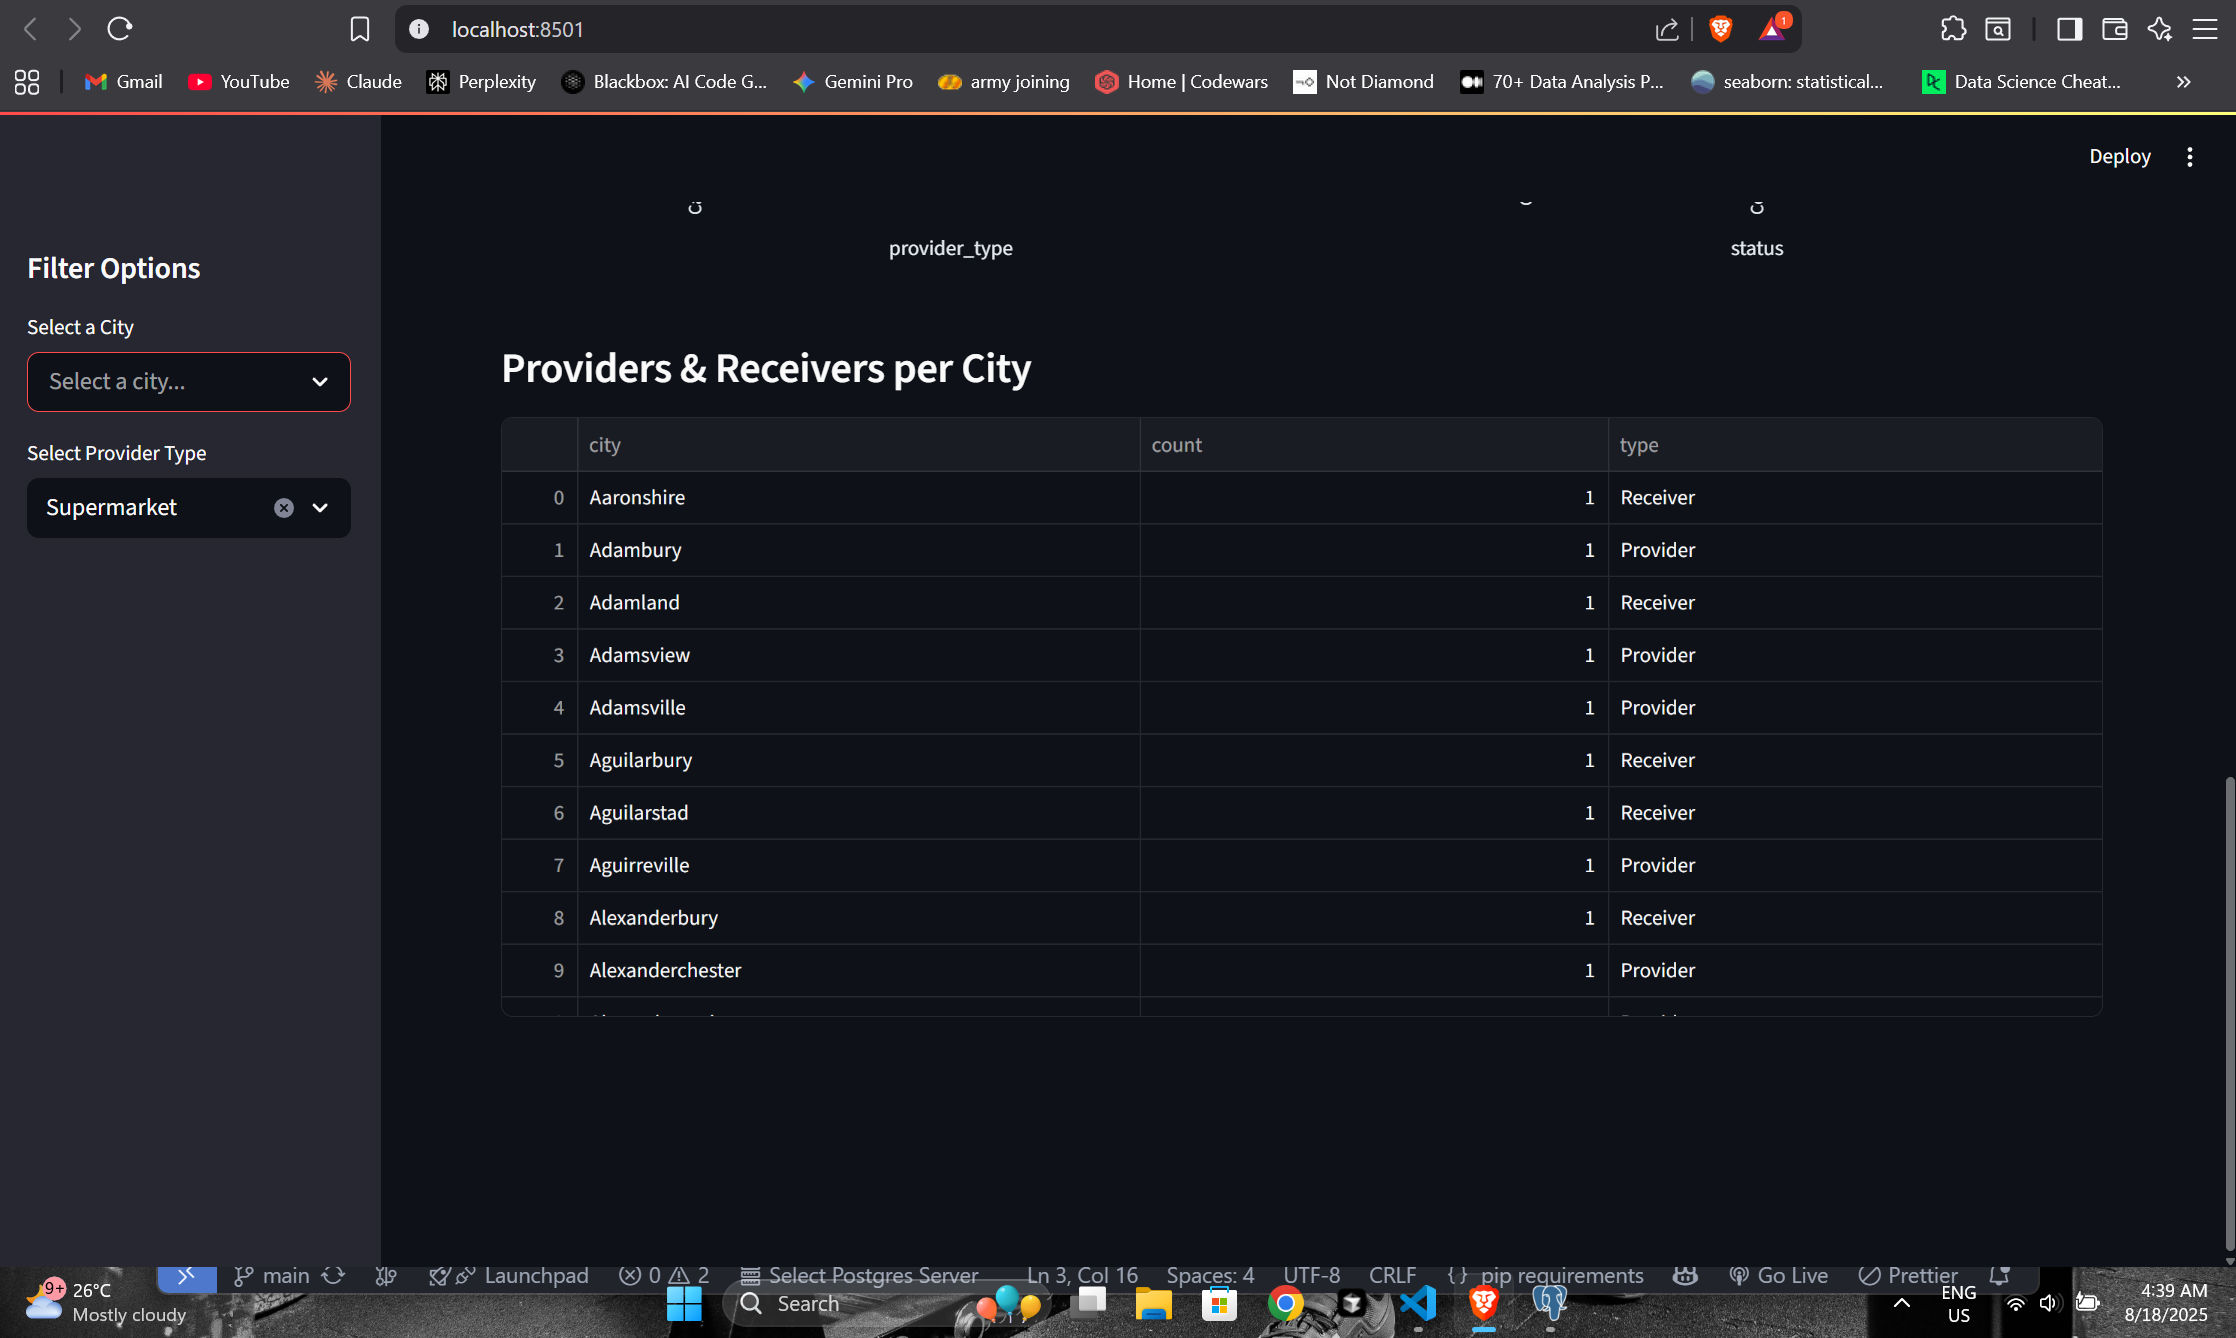 localhost:8501
1
Gmail
YouTube
Claude
Perplexity
Blackbox: AI Code G...
Gemini Pro
army joining
Home | Codewars
Not Diamond
70+ Data Analysis P...
seaborn: statistical...
Data Science Cheat...
Deploy
Filter Options
Select a City
Select a city...
Select Provider Type
Supermarket
provider_type
status
Providers & Receivers per City
city count type
0 Aaronshire 1 Receiver
1 Adambury 1 Provider
2 Adamland 1 Receiver
3 Adamsview 1 Provider
4 Adamsville 1 Provider
5 Aguilarbury 1 Receiver
6 Aguilarstad 1 Receiver
7 Aguirreville 1 Provider
8 Alexanderbury 1 Receiver
9 Alexanderchester 1 Provider
main
Launchpad
0 2
Select Postgres Server
Ln 3, Col 16
Spaces: 4
UTF-8
CRLF
{ } pip requirements
Go Live
Prettier
9+
26°C
Mostly cloudy
Search
ENG
US
4:39 AM
8/18/2025